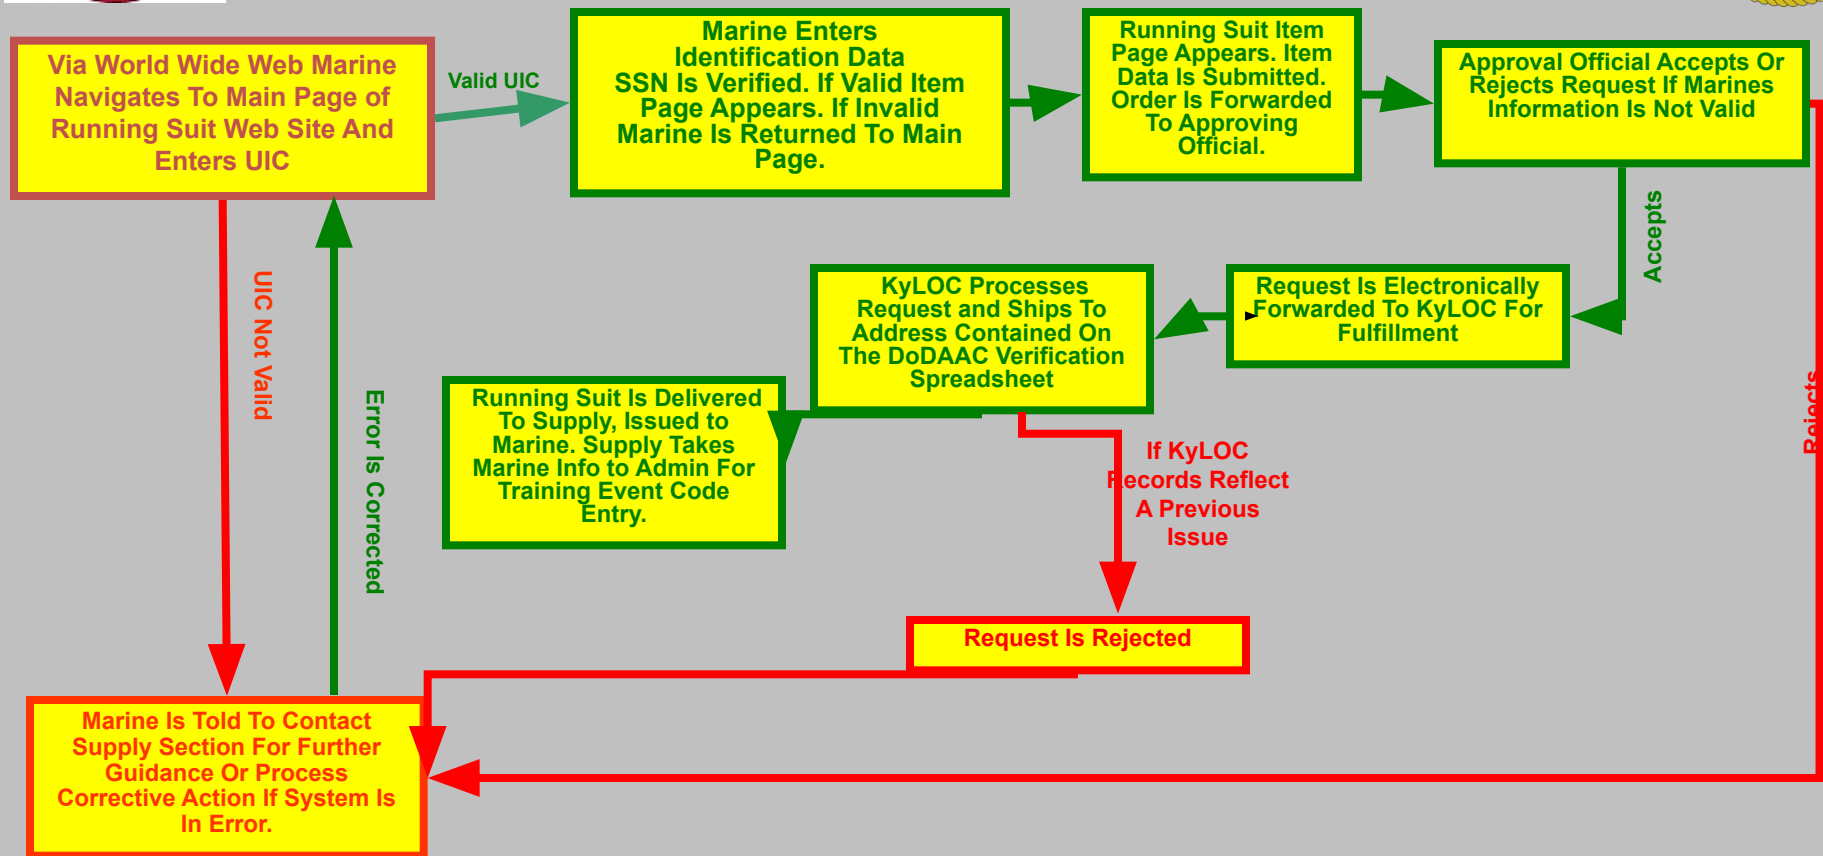 Via World Wide Web Marine
Navigates To Main Page of
Running Suit Web Site And
Enters UIC
Valid UIC
Marine Enters
Identification Data
SSN Is Verified. If Valid Item
Page Appears. If Invalid
Marine Is Returned To Main
Page.
Running Suit Item
Page Appears. Item
Data Is Submitted.
Order Is Forwarded
To Approving
Official.
Approval Official Accepts Or
Rejects Request If Marines
Information Is Not Valid
Accepts
Rejects
Request Is Electronically
Forwarded To KyLOC For
Fulfillment
KyLOC Processes
Request and Ships To
Address Contained On
The DoDAAC Verification
Spreadsheet
Running Suit Is Delivered
To Supply, Issued to
Marine. Supply Takes
Marine Info to Admin For
Training Event Code
Entry.
If KyLOC
Records Reflect
A Previous
Issue
Request Is Rejected
UIC Not Valid
Error Is Corrected
Marine Is Told To Contact
Supply Section For Further
Guidance Or Process
Corrective Action If System Is
In Error.